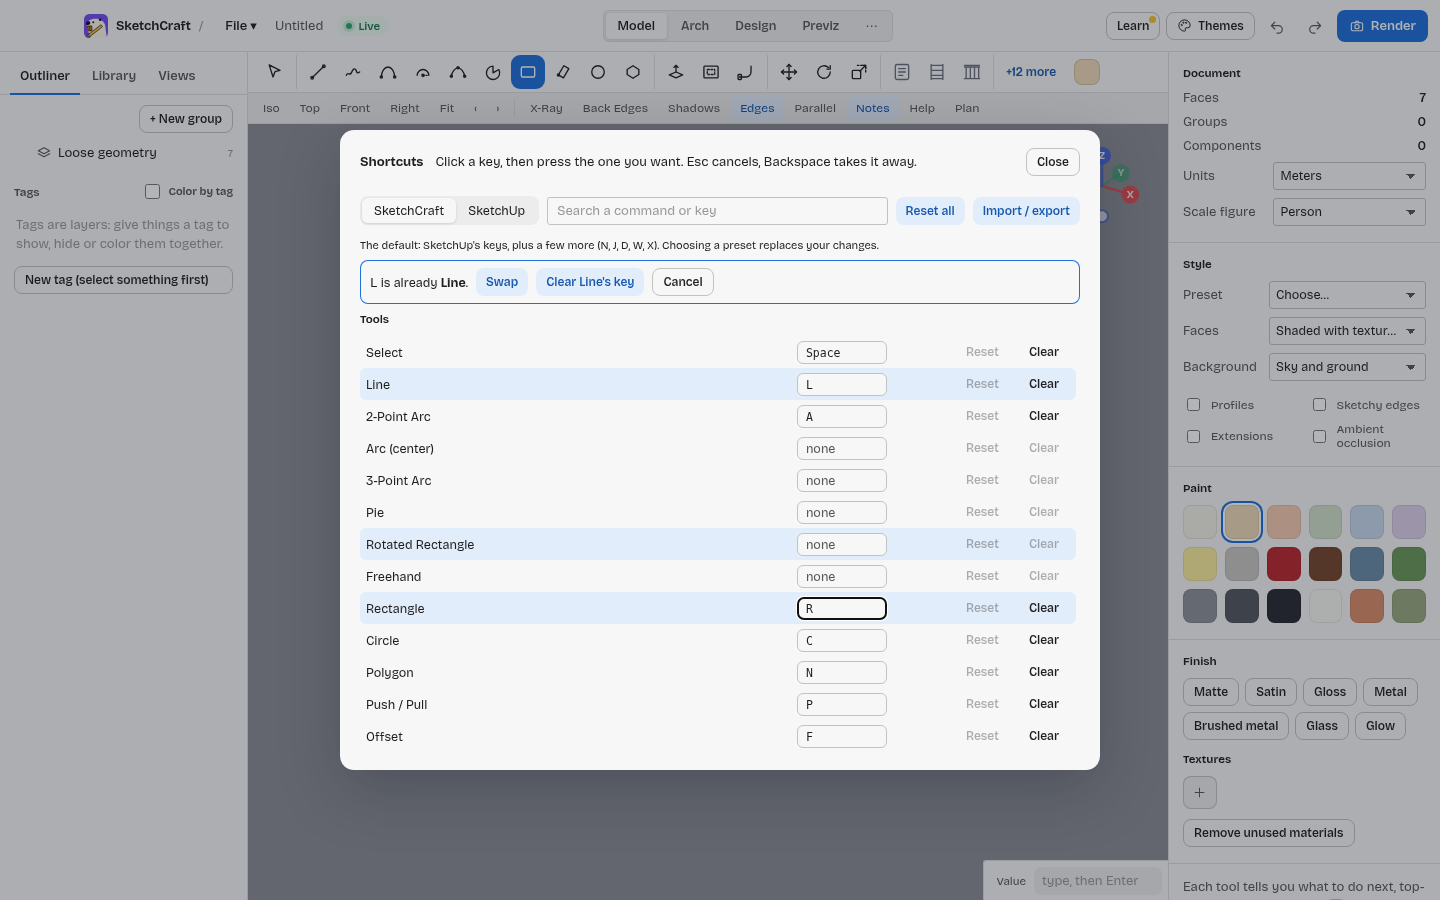 SketchCraft / File ▾ Untitled Live Model Arch Design Previz ··· Learn Themes Render
Outliner Library Views
+12 more
Iso Top Front Right Fit ‹ › X-Ray Back Edges Shadows Edges Parallel Notes Help Plan
+ New group
Loose geometry 7
Tags Color by tag
Tags are layers: give things a tag to
show, hide or color them together.
New tag (select something first)
Z
Y
X
Shortcuts Click a key, then press the one you want. Esc cancels, Backspace takes it away. Close
SketchCraft SketchUp Search a command or key Reset all Import / export
The default: SketchUp's keys, plus a few more (N, J, D, W, X). Choosing a preset replaces your changes.
L is already Line. Swap Clear Line's key Cancel
Tools
Select Space Reset Clear
Line L Reset Clear
2-Point Arc A Reset Clear
Arc (center) none Reset Clear
3-Point Arc none Reset Clear
Pie none Reset Clear
Rotated Rectangle none Reset Clear
Freehand none Reset Clear
Rectangle R Reset Clear
Circle C Reset Clear
Polygon N Reset Clear
Push / Pull P Reset Clear
Offset F Reset Clear
Value type, then Enter
Document
Faces 7
Groups 0
Components 0
Units Meters
Scale figure Person
Style
Preset Choose...
Faces Shaded with textur...
Background Sky and ground
Profiles Sketchy edges
Extensions Ambient
occlusion
Paint
Finish
Matte Satin Gloss Metal
Brushed metal Glass Glow
Textures
+
Remove unused materials
Each tool tells you what to do next, top-